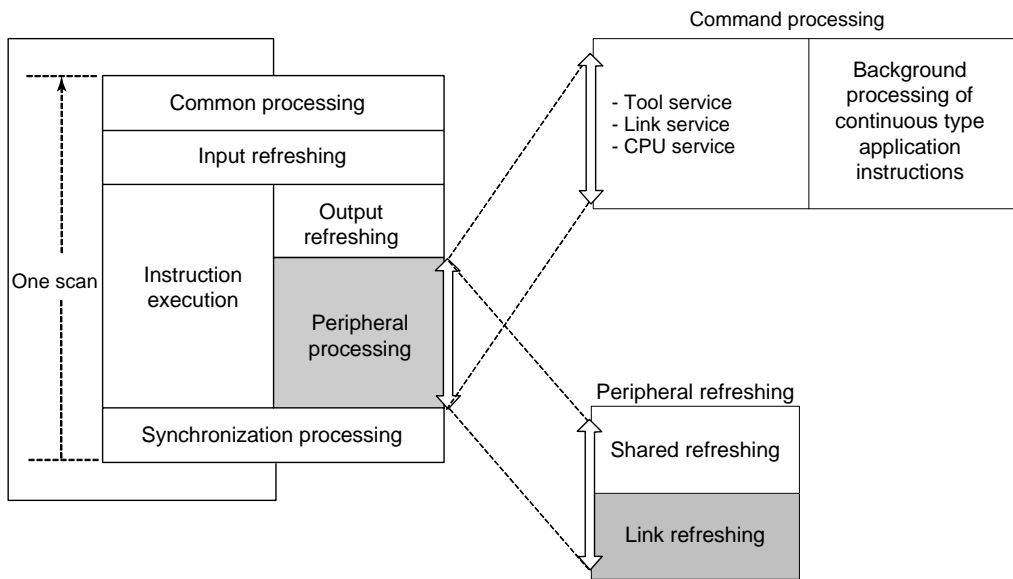 Command processing
Common processing
Input refreshing
Output
refreshing
Instruction
execution
Peripheral
processing
Synchronization processing
One scan
- Tool service
- Link service
- CPU service
Background
processing of
continuous type
application
instructions
Peripheral refreshing
Shared refreshing
Link refreshing